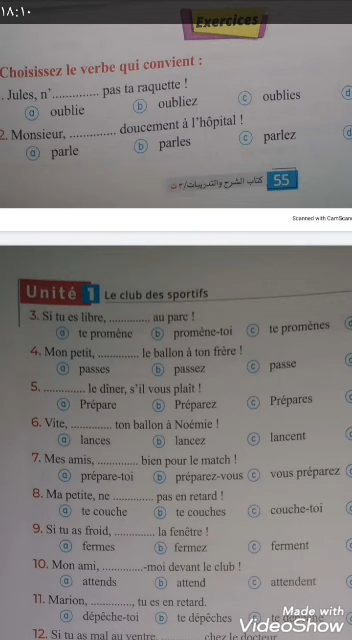 ١٨:١٠
Exercices
Choisissez le verbe qui convient :
. Jules, n'.............. pas ta raquette !
ⓐ oublie ⓑ oubliez ⓒ oublies ⓓ
2. Monsieur, .............. doucement à l'hôpital !
ⓐ parle ⓑ parles ⓒ parlez ⓓ
كتاب الشرح والتدريبات/٣ ث 55
Scanned with CamScan
Unité 1 Le club des sportifs
3. Si tu es libre, ............. au parc !
ⓐ te promène ⓑ promène-toi ⓒ te promènes
4. Mon petit, ............. le ballon à ton frère !
ⓐ passes ⓑ passez ⓒ passe
5. ............. le dîner, s'il vous plaît !
ⓐ Prépare ⓑ Préparez ⓒ Prépares
6. Vite, ............. ton ballon à Noémie !
ⓐ lances ⓑ lancez ⓒ lancent
7. Mes amis, ............. bien pour le match !
ⓐ prépare-toi ⓑ préparez-vous ⓒ vous préparez
8. Ma petite, ne ............. pas en retard !
ⓐ te couche ⓑ te couches ⓒ couche-toi
9. Si tu as froid, ............. la fenêtre !
ⓐ fermes ⓑ fermez ⓒ ferment
10. Mon ami, .............-moi devant le club !
ⓐ attends ⓑ attend ⓒ attendent
11. Marion, ............., tu es en retard.
ⓐ dépêche-toi ⓑ te dépêches ⓒ te
12. Si tu as mal au ventre, ............. chez le docteur
Made with
VideoShow